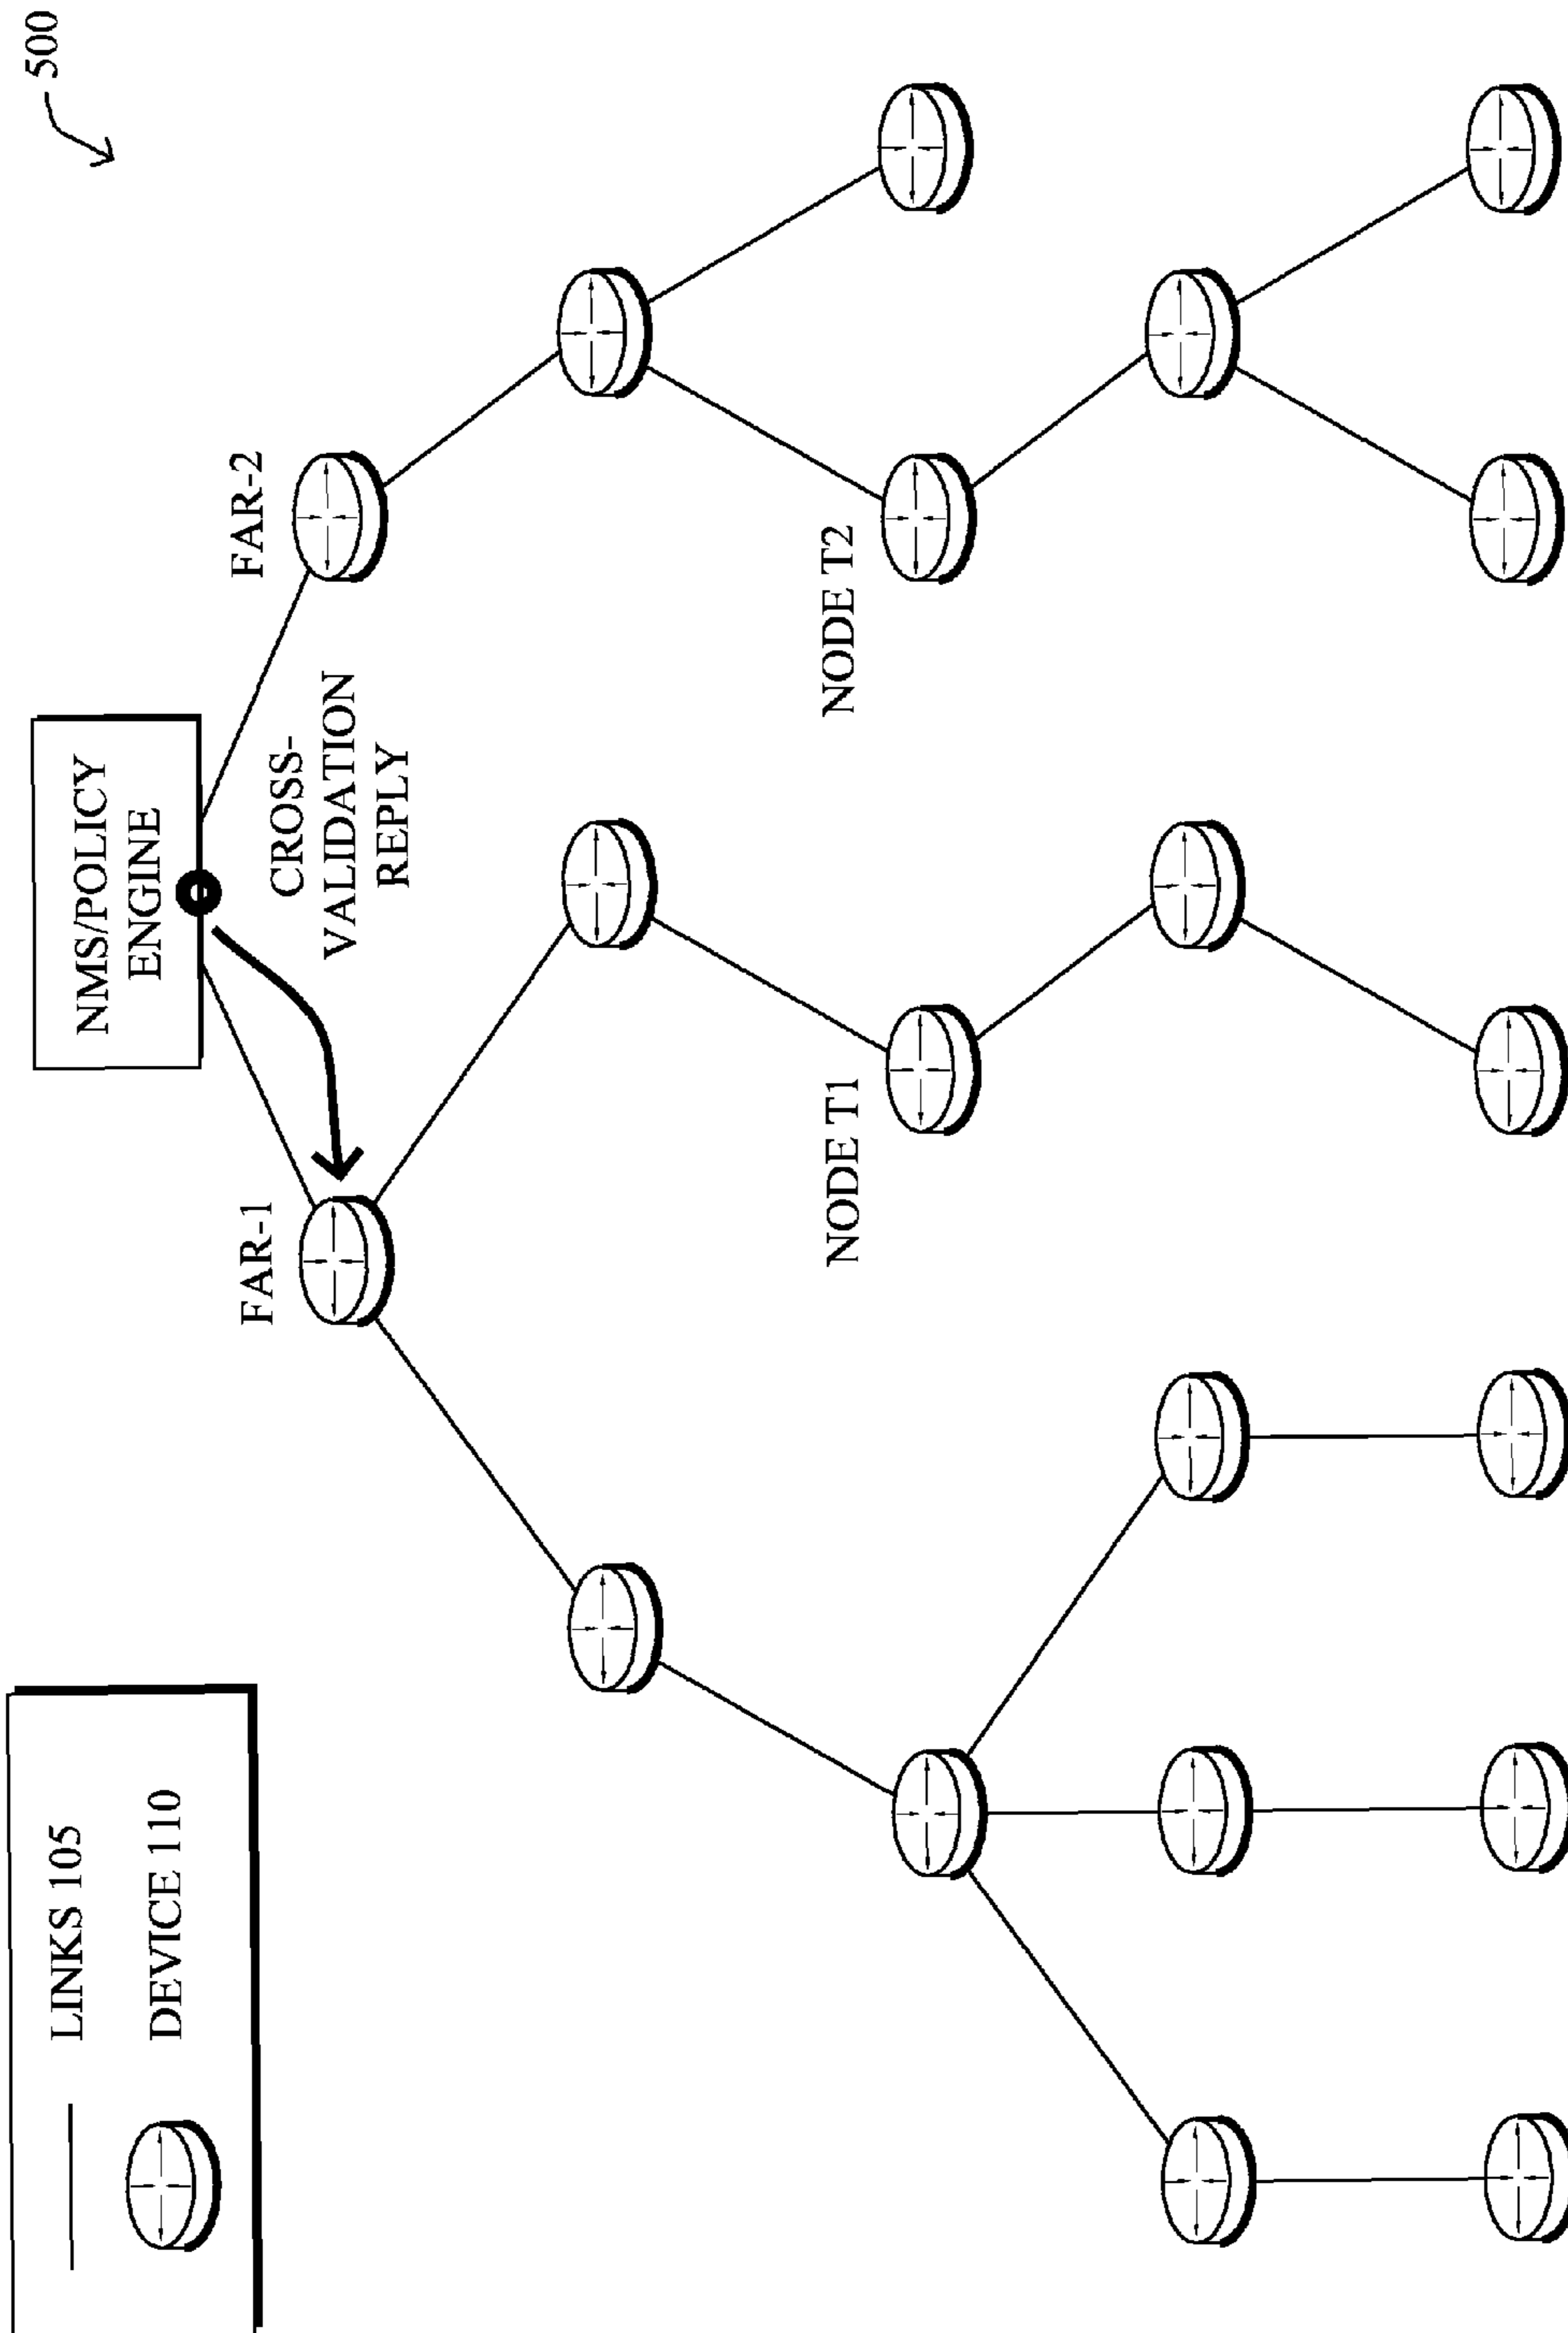 500
LINKS 105
DEVICE 110
NMS/POLICY
ENGINE
FAR-1
FAR-2
CROSS-
VALIDATION
REPLY
NODE T1
NODE T2